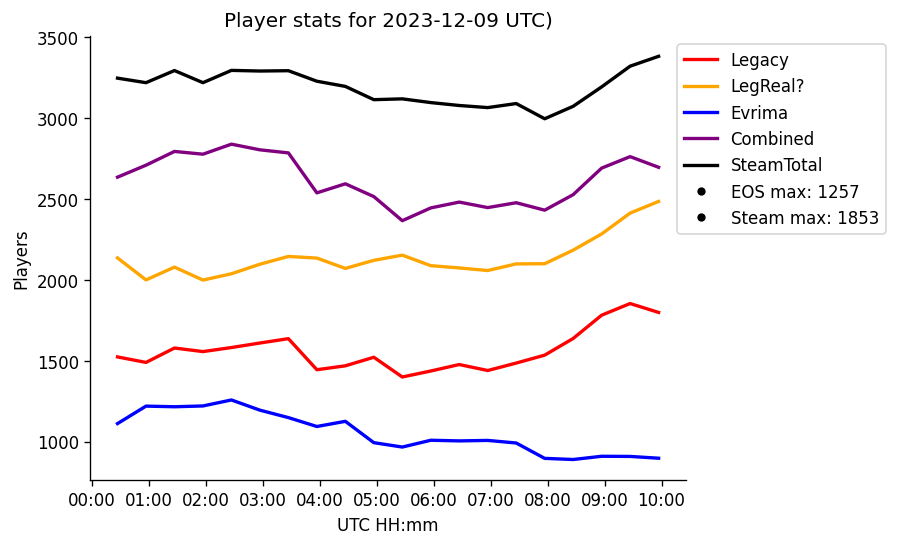 Player stats for 2023-12-09 UTC)
3500
3000
2500
2000
1500
1000
Players
00:00 01:00 02:00 03:00 04:00 05:00 06:00 07:00 08:00 09:00 10:00
UTC HH:mm
Legacy
LegReal?
Evrima
Combined
SteamTotal
EOS max: 1257
Steam max: 1853